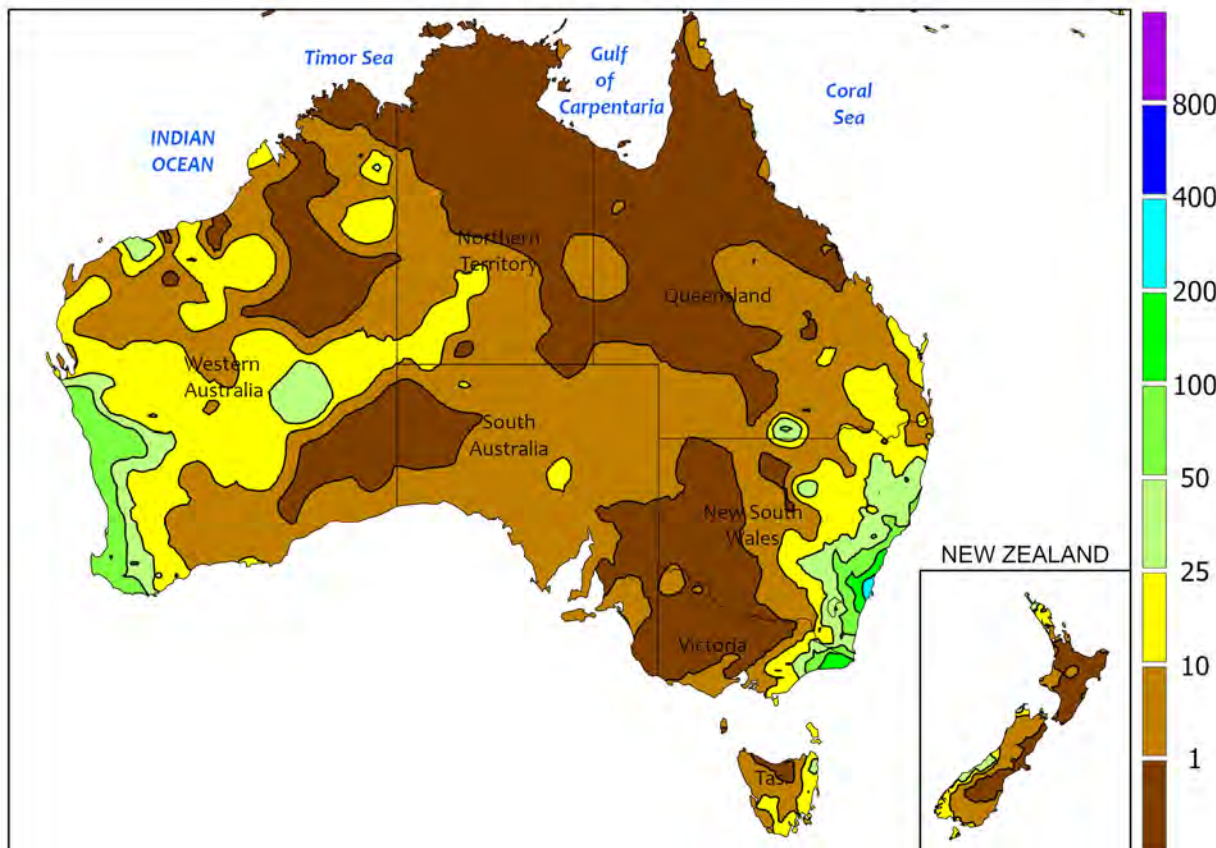 Timor Sea
Gulf
of
Carpentaria
Coral
Sea
INDIAN
OCEAN
Northern
Territory
Queensland
Western
Australia
South
Australia
New South
Wales
Victoria
Tas.
NEW ZEALAND
800
400
200
100
50
25
10
1